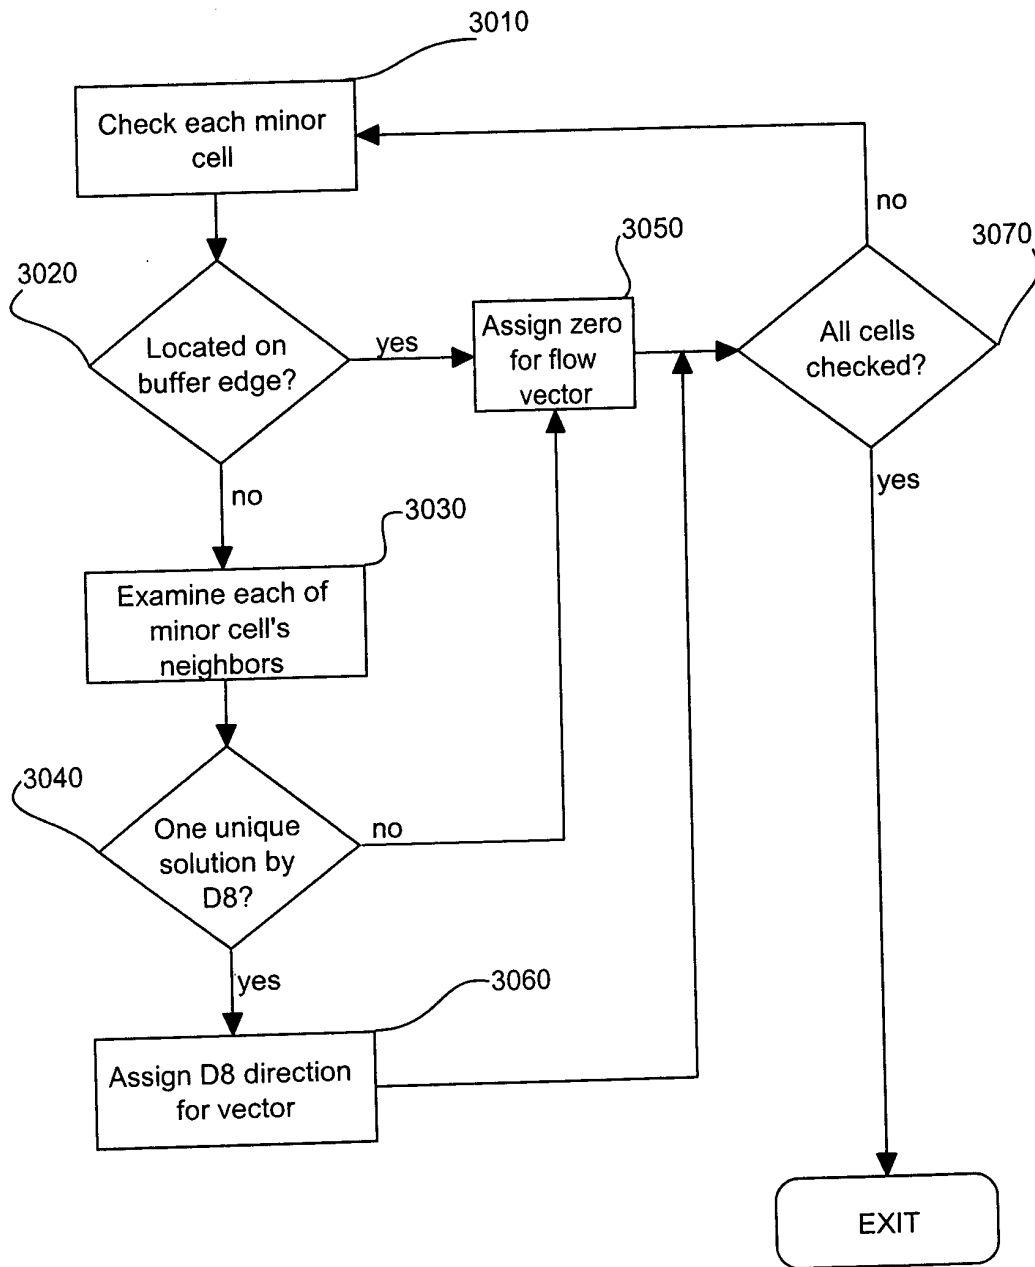 3010
Check each minor
cell
no
3050
3070
3020
Located on
buffer edge?
yes
Assign zero
for flow
vector
All cells
checked?
no
yes
3030
Examine each of
minor cell's
neighbors
3040
One unique
solution by
D8?
no
yes
3060
Assign D8 direction
for vector
EXIT